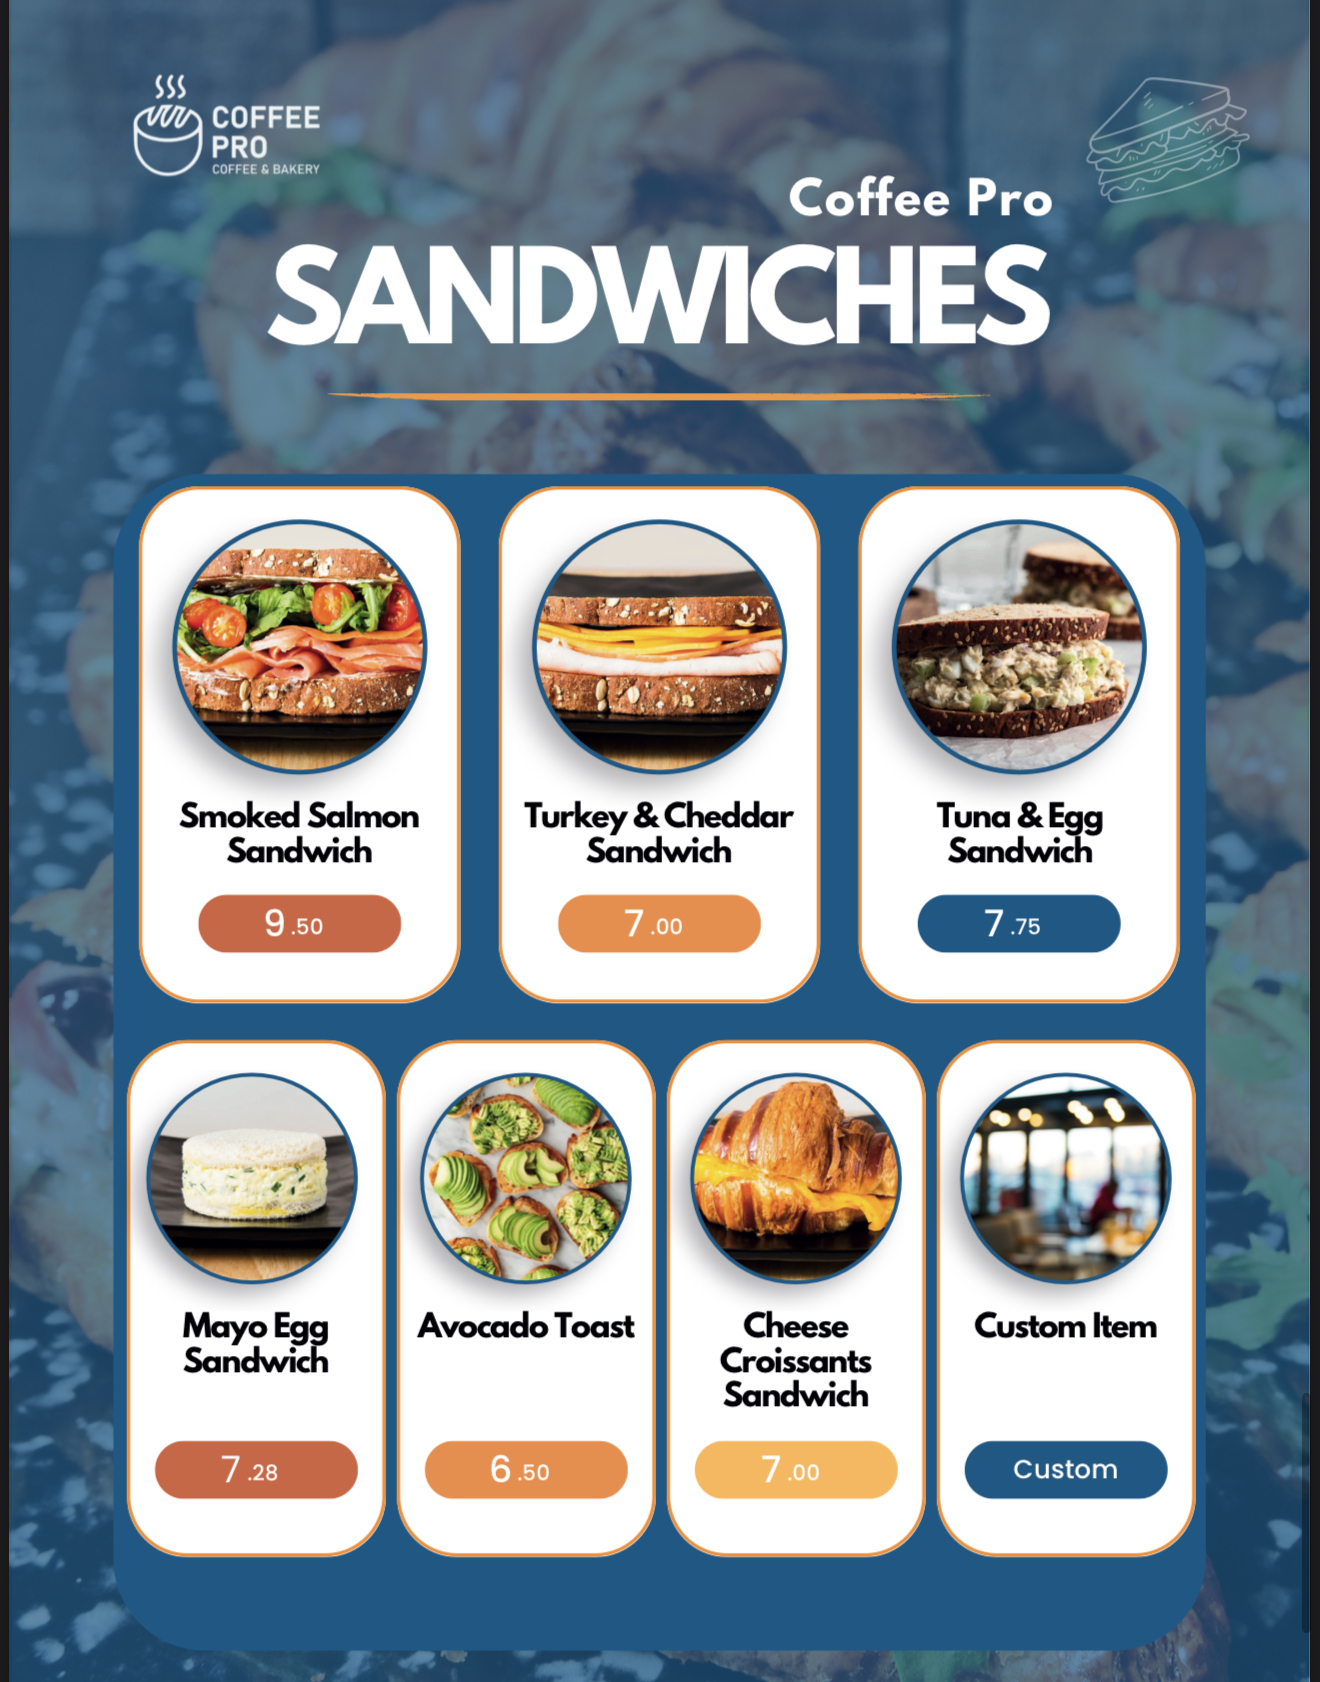 COFFEE
PRO
COFFEE & BAKERY
Coffee Pro
SANDWICHES
Smoked Salmon
Sandwich
9.50
Turkey & Cheddar
Sandwich
7.00
Tuna & Egg
Sandwich
7.75
Mayo Egg
Sandwich
7.28
Avocado Toast
6.50
Cheese
Croissants
Sandwich
7.00
Custom Item
Custom